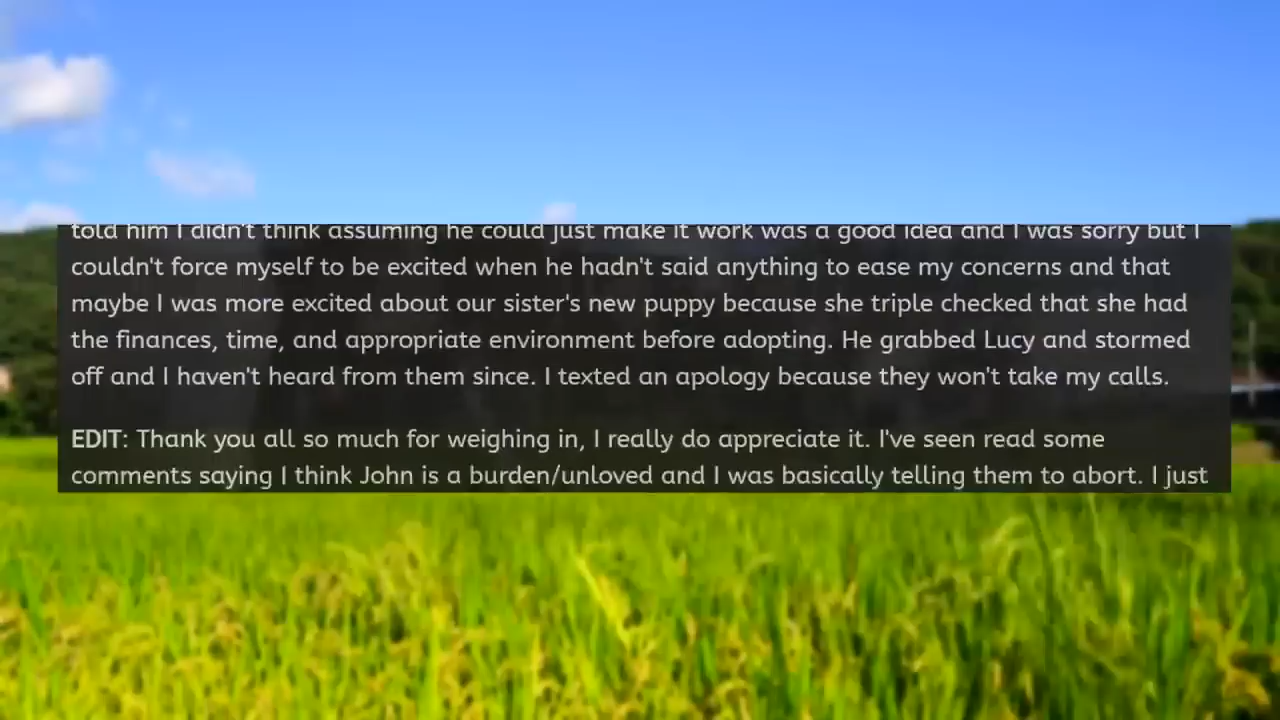 told him I didn't think assuming he could just make it work was a good idea and I was sorry but I
couldn't force myself to be excited when he hadn't said anything to ease my concerns and that
maybe I was more excited about our sister's new puppy because she triple checked that she had
the finances, time, and appropriate environment before adopting. He grabbed Lucy and stormed
off and I haven't heard from them since. I texted an apology because they won't take my calls.
EDIT: Thank you all so much for weighing in, I really do appreciate it. I've seen read some
comments saying I think John is a burden/unloved and I was basically telling them to abort. I just